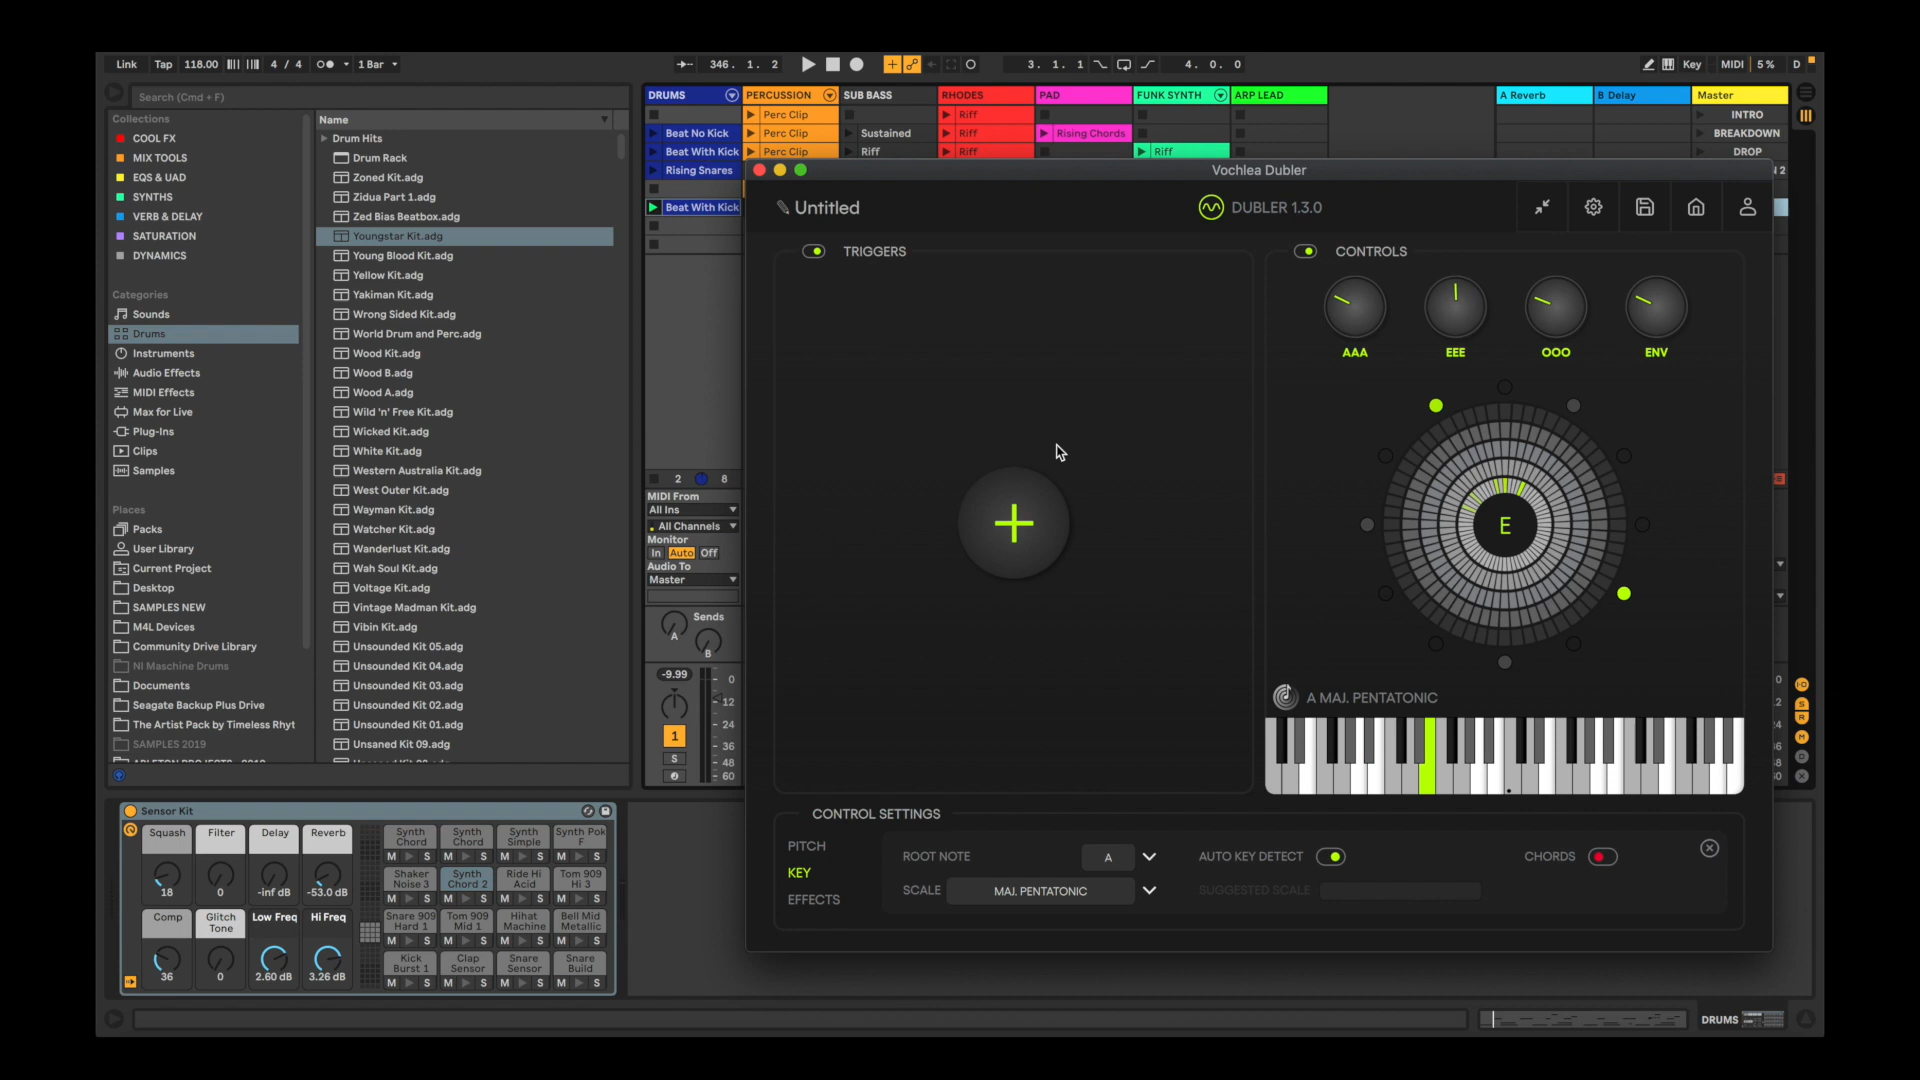 Link Tap 118.00 4 / 4 1 Bar 346. 1. 2 3. 1. 1 4. 0. 0 Key MIDI 5 % D
Search (Cmd + F)
Collections
COOL FX
MIX TOOLS
EQS & UAD
SYNTHS
VERB & DELAY
SATURATION
DYNAMICS
Categories
Sounds
Drums
Instruments
Audio Effects
MIDI Effects
Max for Live
Plug-Ins
Clips
Samples
Places
Packs
User Library
Current Project
Desktop
SAMPLES NEW
M4L Devices
Community Drive Library
NI Maschine Drums
Documents
Seagate Backup Plus Drive
The Artist Pack by Timeless Rhyt
SAMPLES 2019
Name
Drum Hits
Drum Rack
Zoned Kit.adg
Zidua Part 1.adg
Zed Bias Beatbox.adg
Youngstar Kit.adg
Young Blood Kit.adg
Yellow Kit.adg
Yakiman Kit.adg
Wrong Sided Kit.adg
World Drum and Perc.adg
Wood Kit.adg
Wood B.adg
Wood A.adg
Wild 'n' Free Kit.adg
Wicked Kit.adg
White Kit.adg
Western Australia Kit.adg
West Outer Kit.adg
Wayman Kit.adg
Watcher Kit.adg
Wanderlust Kit.adg
Wah Soul Kit.adg
Voltage Kit.adg
Vintage Madman Kit.adg
Vibin Kit.adg
Unsounded Kit 05.adg
Unsounded Kit 04.adg
Unsounded Kit 03.adg
Unsounded Kit 02.adg
Unsounded Kit 01.adg
Unsaned Kit 09.adg
DRUMS PERCUSSION SUB BASS RHODES PAD FUNK SYNTH ARP LEAD A Reverb B Delay Master
Perc Clip Riff INTRO
Beat No Kick Perc Clip Sustained Riff Rising Chords BREAKDOWN
Beat With Kick Perc Clip Riff Riff Riff DROP
Rising Snares
Beat With Kick
2 8
MIDI From
All Ins
All Channels
Monitor
In Auto Off
Audio To
Master
Sends
A
B
-9.99
0
12
24
36
48
60
1
S
Vochlea Dubler
Untitled DUBLER 1.3.0
TRIGGERS
CONTROLS
AAA EEE OOO ENV
E
A MAJ. PENTATONIC
CONTROL SETTINGS
PITCH
KEY
EFFECTS
ROOT NOTE A AUTO KEY DETECT CHORDS
SCALE MAJ. PENTATONIC SUGGESTED SCALE
Sensor Kit
Squash Filter Delay Reverb
18 0 -inf dB -53.0 dB
Comp Glitch Tone Low Freq Hi Freq
36 0 2.60 dB 3.26 dB
Synth Chord Synth Chord Synth Simple Synth Pok F
M S M S M S M S
Shaker Noise 3 Synth Chord 2 Ride Hi Acid Tom 909 Hi 3
M S M S M S M S
Snare 909 Hard 1 Tom 909 Mid 1 Hihat Machine Bell Mid Metallic
M S M S M S M S
Kick Burst 1 Clap Sensor Snare Sensor Snare Build
M S M S M S M S
DRUMS